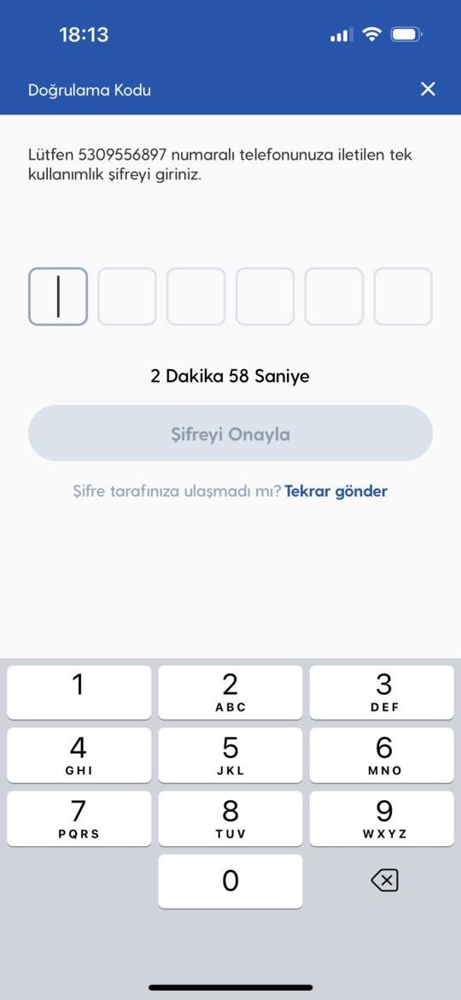 18:13
Doğrulama Kodu
Lütfen 5309556897 numaralı telefonunuza iletilen tek
kullanımlık şifreyi giriniz.
2 Dakika 58 Saniye
Şifreyi Onayla
Şifre tarafınıza ulaşmadı mı? Tekrar gönder
1 2 3
ABC DEF
4 5 6
GHI JKL MNO
7 8 9
PQRS TUV WXYZ
0